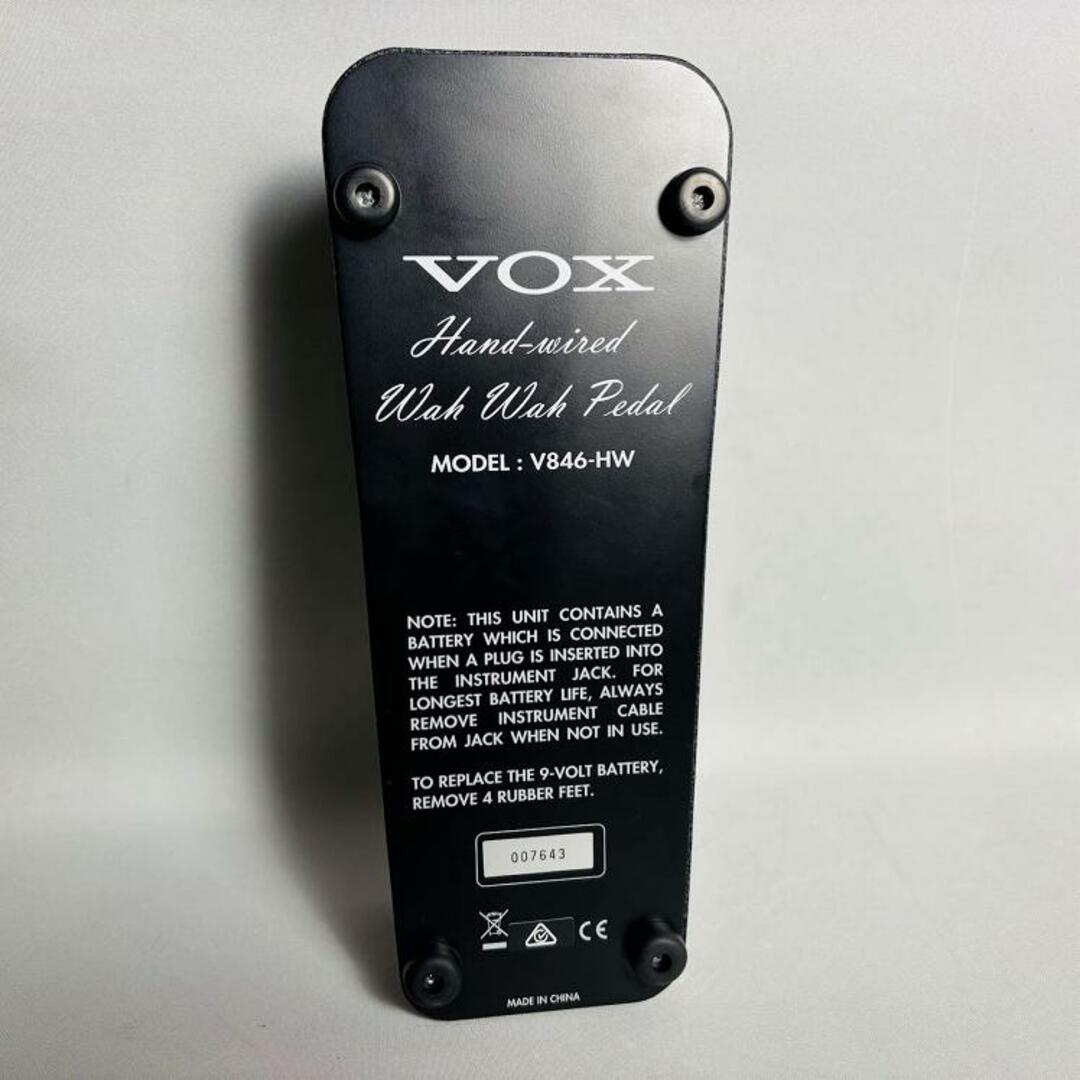 VOX
Hand-wired
Wah Wah Pedal
MODEL : V846-HW
NOTE: THIS UNIT CONTAINS A
BATTERY WHICH IS CONNECTED
WHEN A PLUG IS INSERTED INTO
THE INSTRUMENT JACK. FOR
LONGEST BATTERY LIFE, ALWAYS
REMOVE INSTRUMENT CABLE
FROM JACK WHEN NOT IN USE.
TO REPLACE THE 9-VOLT BATTERY,
REMOVE 4 RUBBER FEET.
007643
CE
MADE IN CHINA